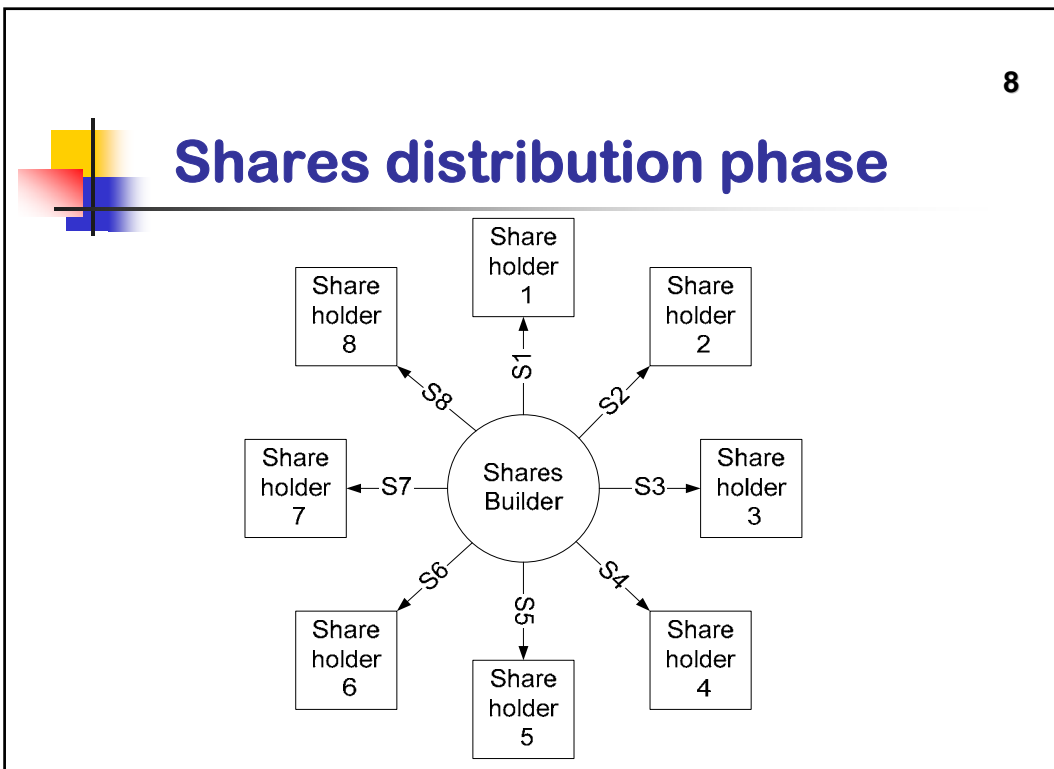 8
Shares distribution phase
Share
holder
1
Share
holder
8
Share
holder
2
S1
S8
S2
Share
holder
7
S7
Shares
Builder
S3
Share
holder
3
S6
S4
S5
Share
holder
6
Share
holder
4
Share
holder
5